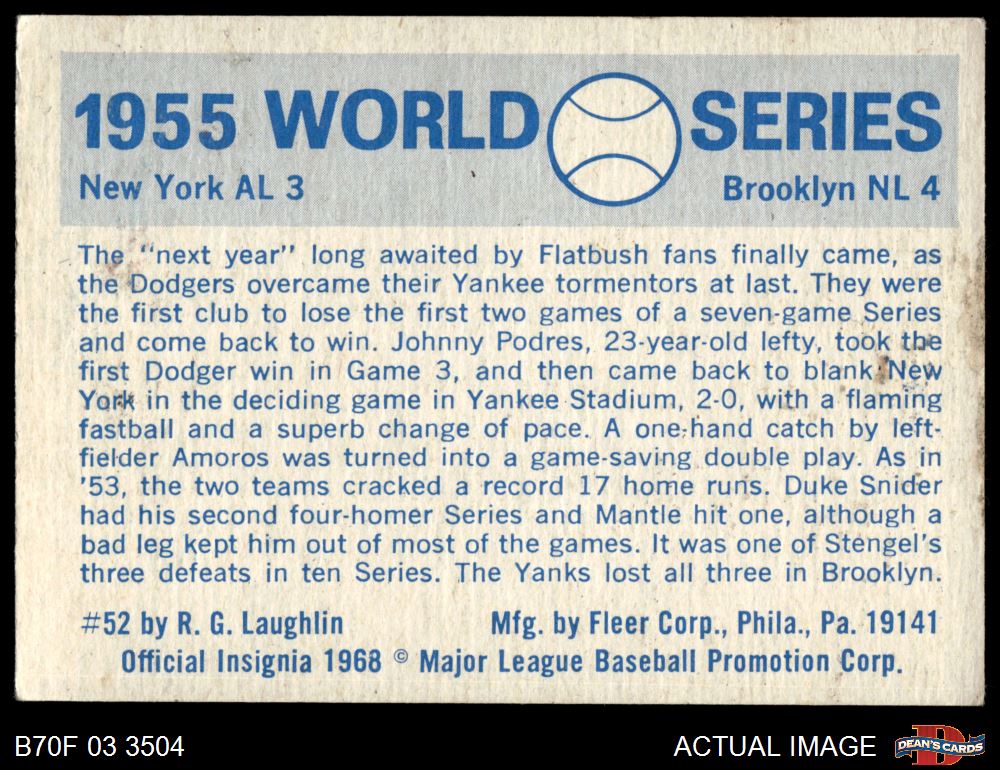 1955 WORLD SERIES
New York AL 3 Brooklyn NL 4
The "next year" long awaited by Flatbush fans finally came, as
the Dodgers overcame their Yankee tormentors at last. They were
the first club to lose the first two games of a seven-game Series
and come back to win. Johnny Podres, 23-year-old lefty, took the
first Dodger win in Game 3, and then came back to blank New
York in the deciding game in Yankee Stadium, 2-0, with a flaming
fastball and a superb change of pace. A one-hand catch by left-
fielder Amoros was turned into a game-saving double play. As in
'53, the two teams cracked a record 17 home runs. Duke Snider
had his second four-homer Series and Mantle hit one, although a
bad leg kept him out of most of the games. It was one of Stengel's
three defeats in ten Series. The Yanks lost all three in Brooklyn.
#52 by R. G. Laughlin Mfg. by Fleer Corp., Phila., Pa. 19141
Official Insignia 1968 © Major League Baseball Promotion Corp.
B70F 03 3504 ACTUAL IMAGE D DEAN'S CARDS